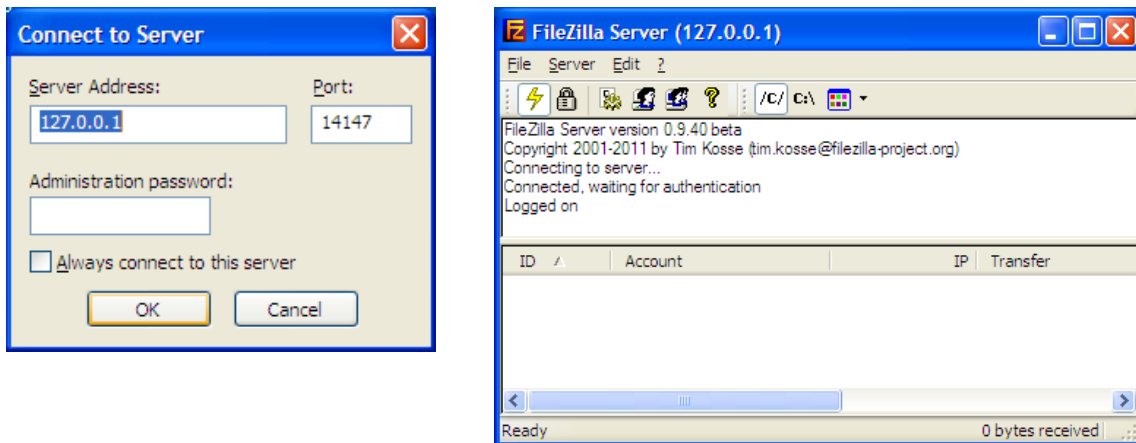 Connect to Server
Server Address:
Port:
127.0.0.1
14147
Administration password:
Always connect to this server
OK
Cancel
FileZilla Server (127.0.0.1)
File Server Edit ?
/C/ C:\
FileZilla Server version 0.9.40 beta
Copyright 2001-2011 by Tim Kosse (tim.kosse@filezilla-project.org)
Connecting to server...
Connected, waiting for authentication
Logged on
ID / Account IP Transfer
Ready
0 bytes received